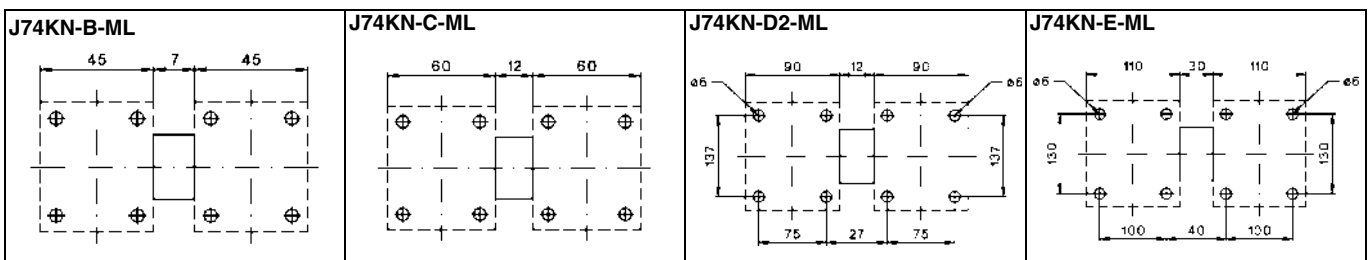 J74KN-B-ML
45 7 45
J74KN-C-ML
60 12 60
J74KN-D2-ML
90 12 90
ø6 ø6
137 137
75 27 75
J74KN-E-ML
110 30 110
ø6 ø6
130 130
100 40 100